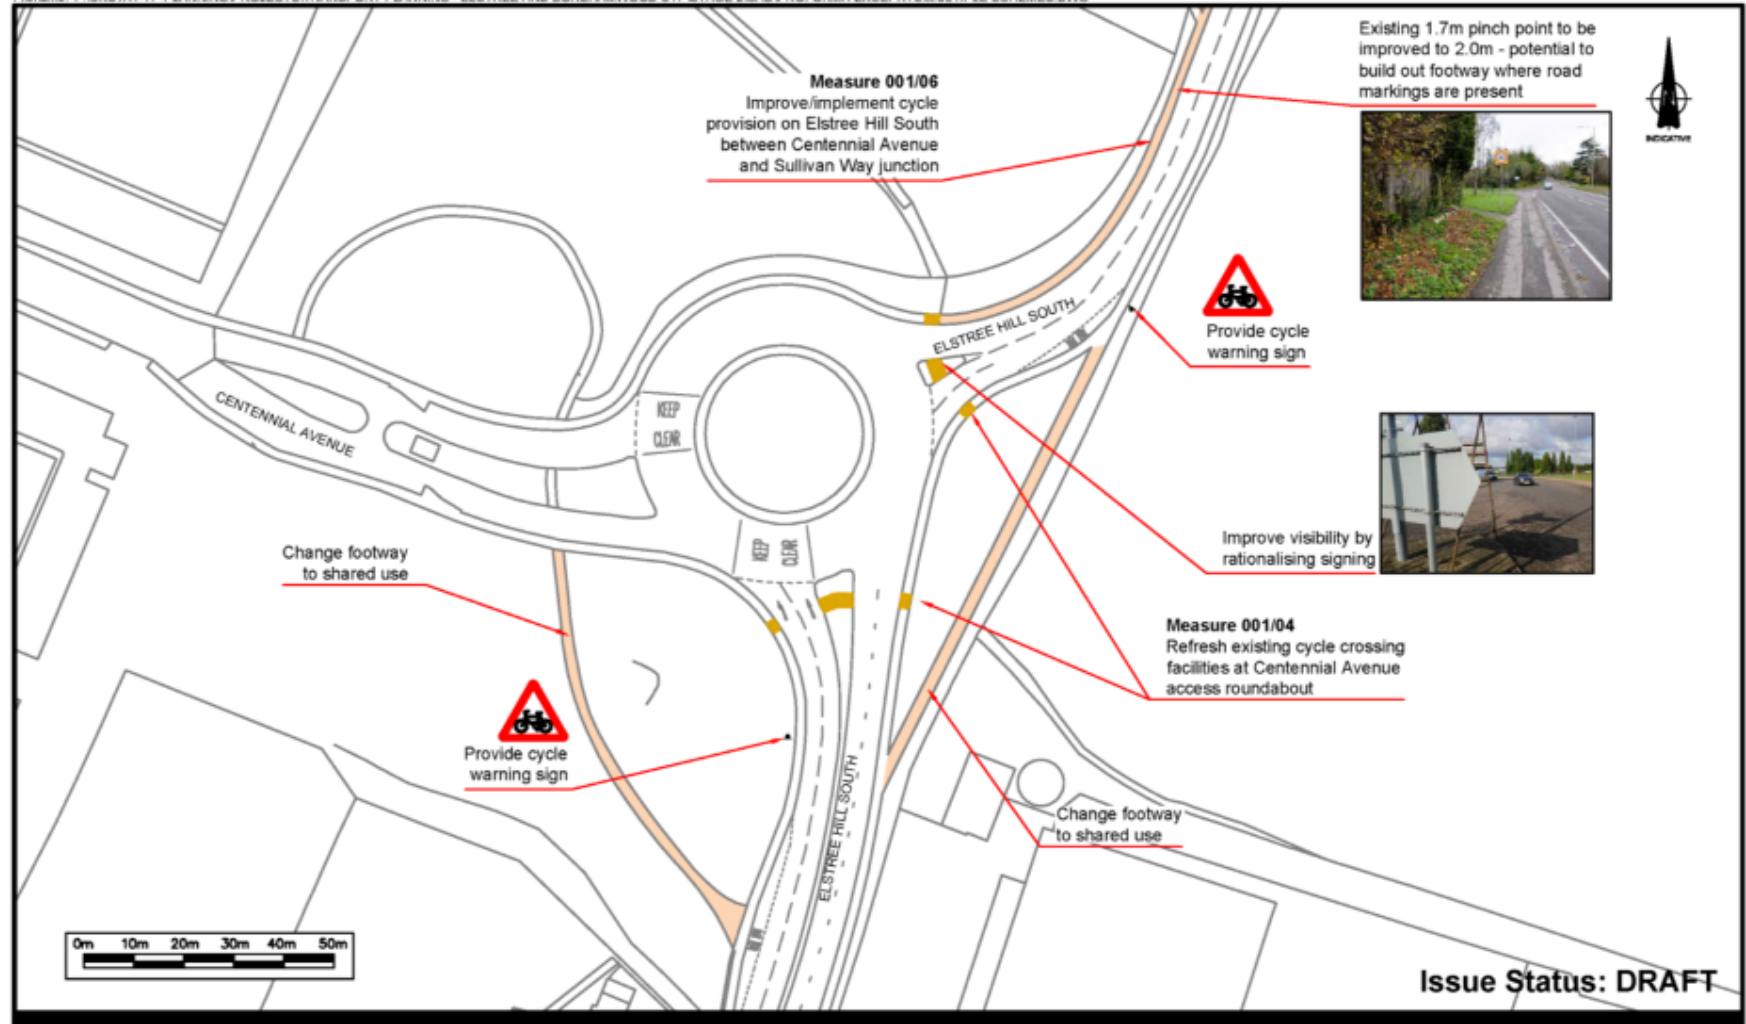 Existing 1.7m pinch point to be
improved to 2.0m - potential to
build out footway where road
markings are present
INDICATIVE
Measure 001/06
Improve/implement cycle
provision on Elstree Hill South
between Centennial Avenue
and Sullivan Way junction
ELSTREE HILL SOUTH
Provide cycle
warning sign
CENTENNIAL AVENUE
KEEP
CLEAR
KEEP
CLEAR
Improve visibility by
rationalising signing
Change footway
to shared use
Measure 001/04
Refresh existing cycle crossing
facilities at Centennial Avenue
access roundabout
Provide cycle
warning sign
ELSTREE HILL SOUTH
Change footway
to shared use
0m 10m 20m 30m 40m 50m
Issue Status: DRAFT